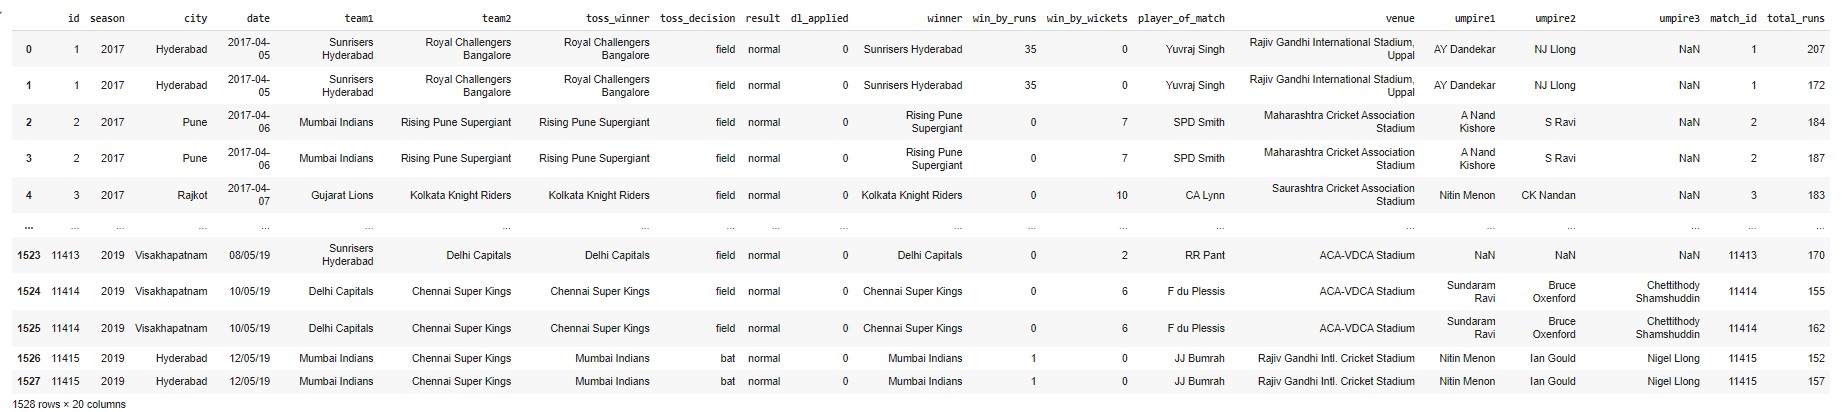 id season city date team1 team2 toss_winner toss_decision result dl_applied winner win_by_runs win_by_wickets player_of_match venue umpire1 umpire2 umpire3 match_id total_runs
0 1 2017 Hyderabad 2017-04-05 Sunrisers Hyderabad Royal Challengers Bangalore Royal Challengers Bangalore field normal 0 Sunrisers Hyderabad 35 0 Yuvraj Singh Rajiv Gandhi International Stadium, Uppal AY Dandekar NJ Llong NaN 1 207
1 1 2017 Hyderabad 2017-04-05 Sunrisers Hyderabad Royal Challengers Bangalore Royal Challengers Bangalore field normal 0 Sunrisers Hyderabad 35 0 Yuvraj Singh Rajiv Gandhi International Stadium, Uppal AY Dandekar NJ Llong NaN 1 172
2 2 2017 Pune 2017-04-06 Mumbai Indians Rising Pune Supergiant Rising Pune Supergiant field normal 0 Rising Pune Supergiant 0 7 SPD Smith Maharashtra Cricket Association Stadium A Nand Kishore S Ravi NaN 2 184
3 2 2017 Pune 2017-04-06 Mumbai Indians Rising Pune Supergiant Rising Pune Supergiant field normal 0 Rising Pune Supergiant 0 7 SPD Smith Maharashtra Cricket Association Stadium A Nand Kishore S Ravi NaN 2 187
4 3 2017 Rajkot 2017-04-07 Gujarat Lions Kolkata Knight Riders Kolkata Knight Riders field normal 0 Kolkata Knight Riders 0 10 CA Lynn Saurashtra Cricket Association Stadium Nitin Menon CK Nandan NaN 3 183
... ... ... ... ... ... ... ... ... ... ... ... ... ... ... ... ... ... ... ... ...
1523 11413 2019 Visakhapatnam 08/05/19 Sunrisers Hyderabad Delhi Capitals Delhi Capitals field normal 0 Delhi Capitals 0 2 RR Pant ACA-VDCA Stadium NaN NaN NaN 11413 170
1524 11414 2019 Visakhapatnam 10/05/19 Delhi Capitals Chennai Super Kings Chennai Super Kings field normal 0 Chennai Super Kings 0 6 F du Plessis ACA-VDCA Stadium Sundaram Ravi Bruce Oxenford Chettithody Shamshuddin 11414 155
1525 11414 2019 Visakhapatnam 10/05/19 Delhi Capitals Chennai Super Kings Chennai Super Kings field normal 0 Chennai Super Kings 0 6 F du Plessis ACA-VDCA Stadium Sundaram Ravi Bruce Oxenford Chettithody Shamshuddin 11414 162
1526 11415 2019 Hyderabad 12/05/19 Mumbai Indians Chennai Super Kings Mumbai Indians bat normal 0 Mumbai Indians 1 0 JJ Bumrah Rajiv Gandhi Intl. Cricket Stadium Nitin Menon Ian Gould Nigel Llong 11415 152
1527 11415 2019 Hyderabad 12/05/19 Mumbai Indians Chennai Super Kings Mumbai Indians bat normal 0 Mumbai Indians 1 0 JJ Bumrah Rajiv Gandhi Intl. Cricket Stadium Nitin Menon Ian Gould Nigel Llong 11415 157
1528 rows × 20 columns